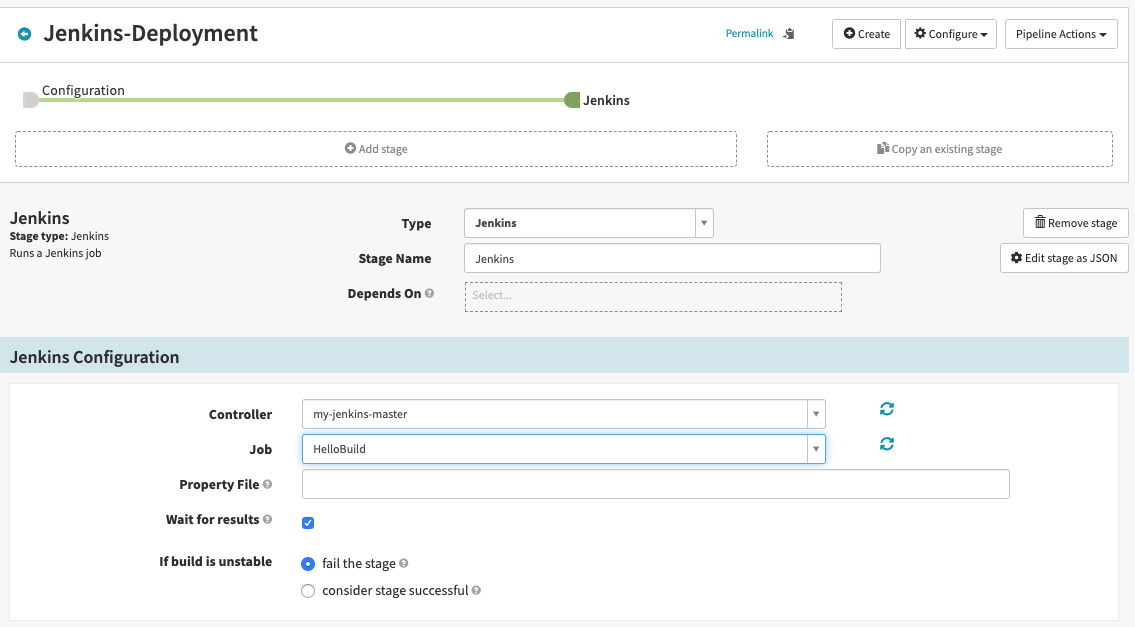 Jenkins-Deployment
Permalink
Create
Configure
Pipeline Actions
Configuration
Jenkins
Add stage
Copy an existing stage
Jenkins
Stage type: Jenkins
Runs a Jenkins job
Type
Jenkins
Remove stage
Stage Name
Jenkins
Edit stage as JSON
Depends On
Select...
Jenkins Configuration
Controller
my-jenkins-master
Job
HelloBuild
Property File
Wait for results
If build is unstable
fail the stage
consider stage successful